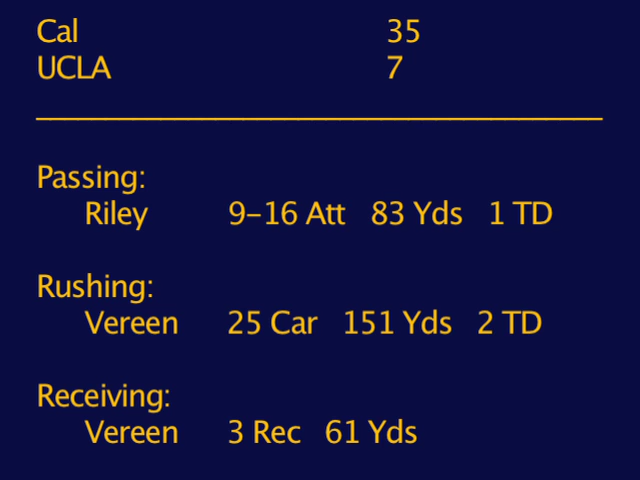 Cal 35
UCLA 7
Passing:
Riley 9-16 Att 83 Yds 1 TD
Rushing:
Vereen 25 Car 151 Yds 2 TD
Receiving:
Vereen 3 Rec 61 Yds